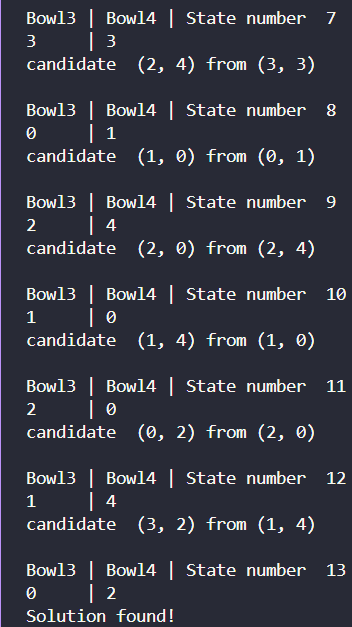 Bowl3 | Bowl4 | State number  7
3     | 3
candidate  (2, 4) from (3, 3)

Bowl3 | Bowl4 | State number  8
0     | 1
candidate  (1, 0) from (0, 1)

Bowl3 | Bowl4 | State number  9
2     | 4
candidate  (2, 0) from (2, 4)

Bowl3 | Bowl4 | State number  10
1     | 0
candidate  (1, 4) from (1, 0)

Bowl3 | Bowl4 | State number  11
2     | 0
candidate  (0, 2) from (2, 0)

Bowl3 | Bowl4 | State number  12
1     | 4
candidate  (3, 2) from (1, 4)

Bowl3 | Bowl4 | State number  13
0     | 2
Solution found!